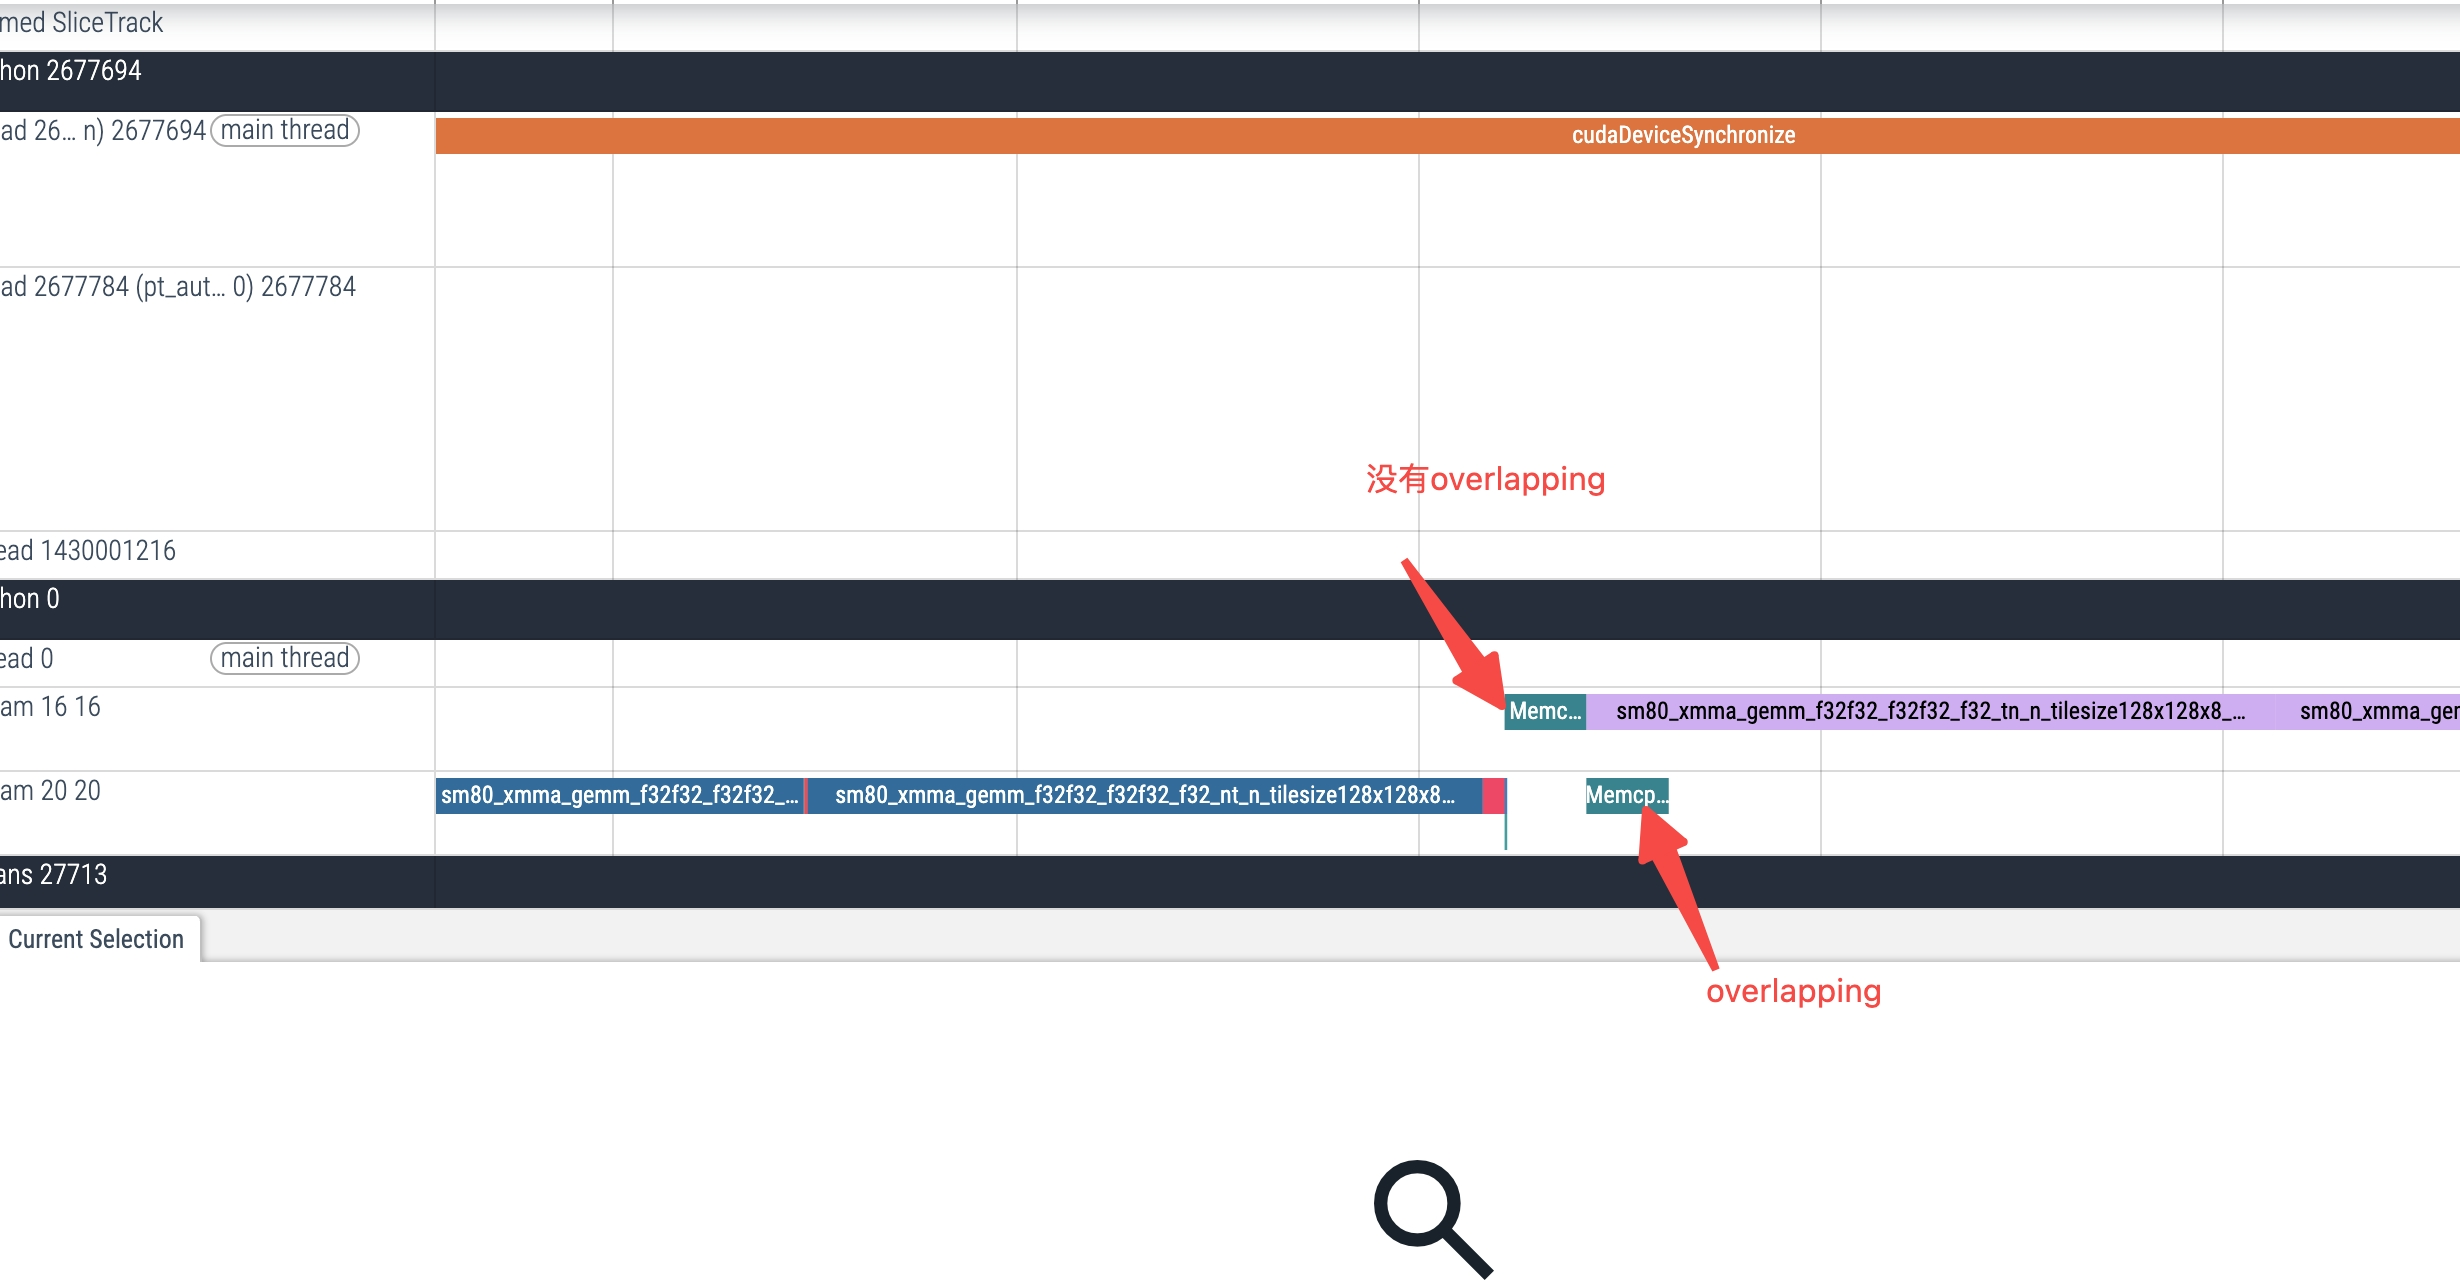 med SliceTrack
hon 2677694
ad 26... n) 2677694 main thread
cudaDeviceSynchronize
ad 2677784 (pt_aut... 0) 2677784
没有overlapping
ead 1430001216
hon 0
ead 0 main thread
am 16 16
Memc... sm80_xmma_gemm_f32f32_f32f32_f32_tn_n_tilesize128x128x8_... sm80_xmma_ger
am 20 20
sm80_xmma_gemm_f32f32_f32f32_... sm80_xmma_gemm_f32f32_f32f32_f32_nt_n_tilesize128x128x8... Memcp...
ans 27713
Current Selection
overlapping